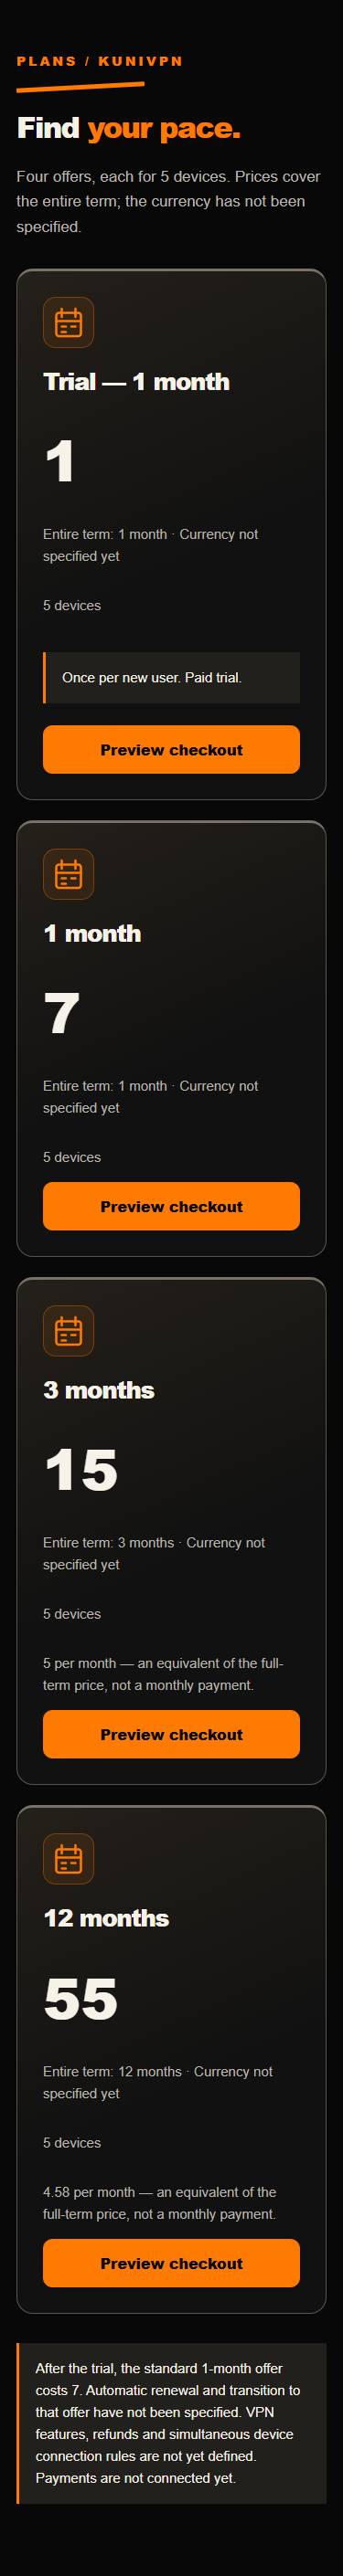 PLANS / KUNIVPN
Find your pace.
Four offers, each for 5 devices. Prices cover
the entire term; the currency has not been
specified.
Trial — 1 month
1
Entire term: 1 month · Currency not
specified yet
5 devices
Once per new user. Paid trial.
Preview checkout
1 month
7
Entire term: 1 month · Currency not
specified yet
5 devices
Preview checkout
3 months
15
Entire term: 3 months · Currency not
specified yet
5 devices
5 per month — an equivalent of the full-
term price, not a monthly payment.
Preview checkout
12 months
55
Entire term: 12 months · Currency not
specified yet
5 devices
4.58 per month — an equivalent of the
full-term price, not a monthly payment.
Preview checkout
After the trial, the standard 1-month offer
costs 7. Automatic renewal and transition to
that offer have not been specified. VPN
features, refunds and simultaneous device
connection rules are not yet defined.
Payments are not connected yet.